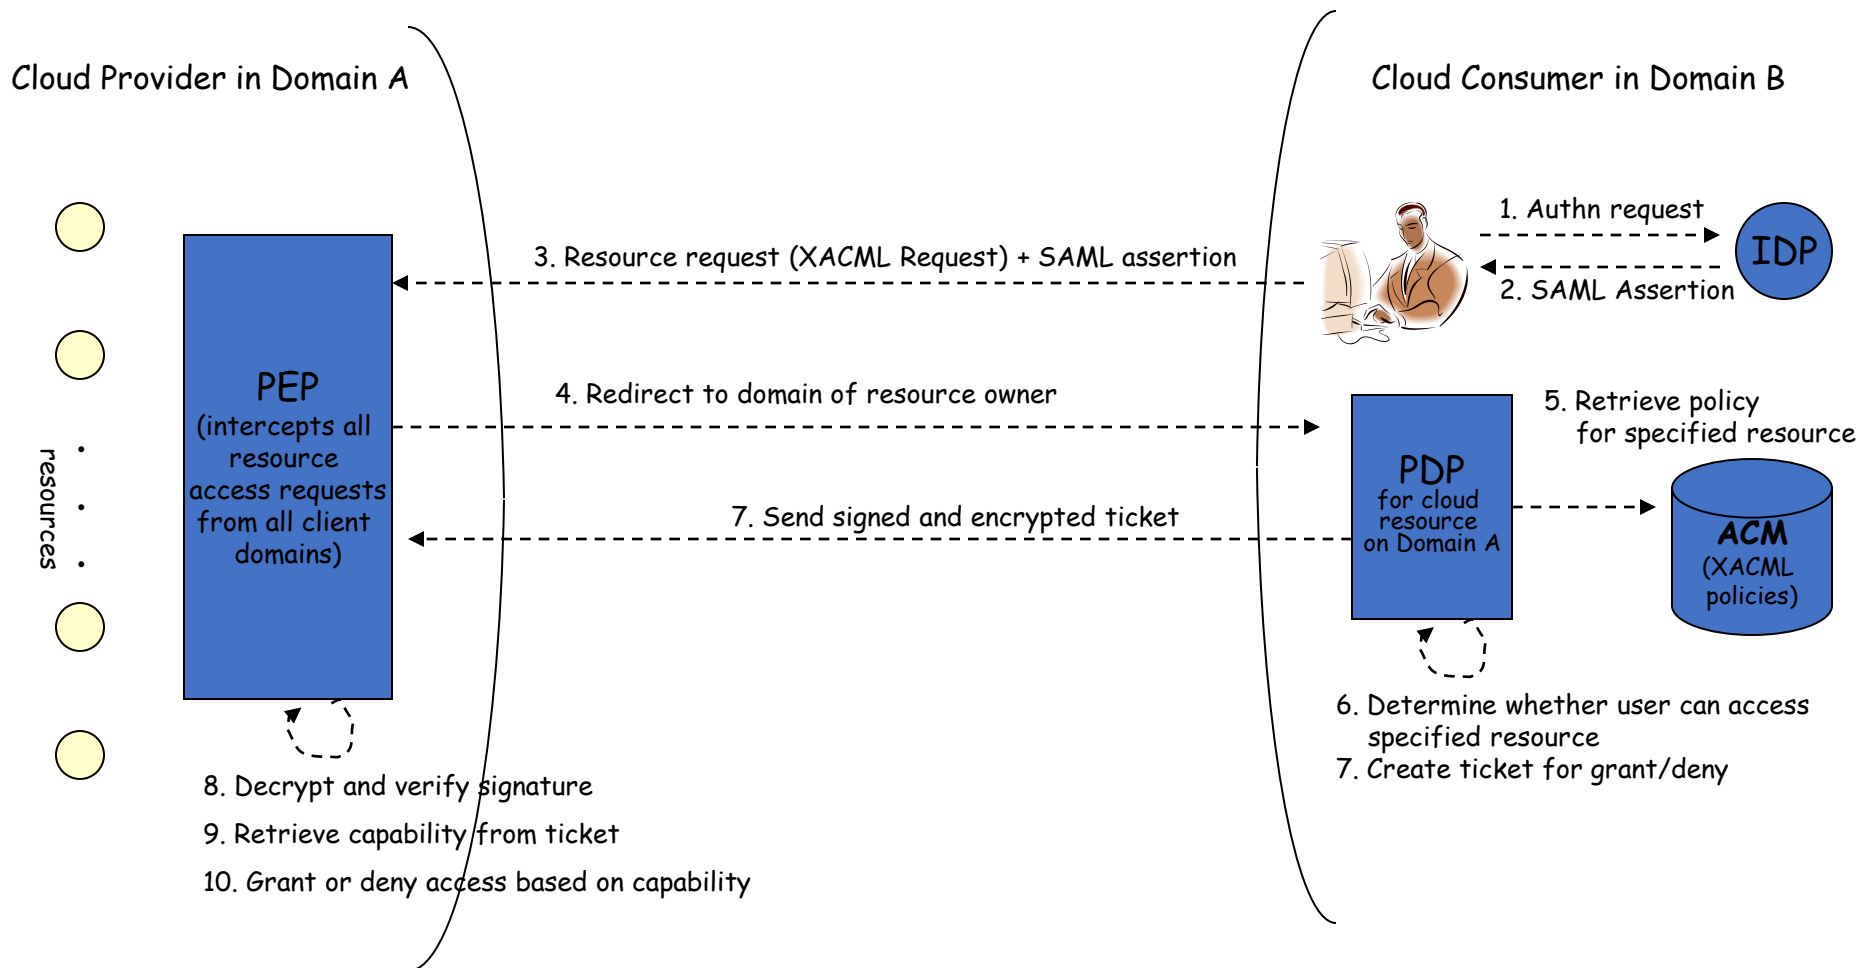 Cloud Provider in Domain A
Cloud Consumer in Domain B
1. Authn request
IDP
2. SAML Assertion
3. Resource request (XACML Request) + SAML assertion
PEP
(intercepts all
resource
access requests
from all client
domains)
resources
4. Redirect to domain of resource owner
5. Retrieve policy
for specified resource
PDP
for cloud
resource
on Domain A
ACM
(XACML
policies)
7. Send signed and encrypted ticket
6. Determine whether user can access
specified resource
7. Create ticket for grant/deny
8. Decrypt and verify signature
9. Retrieve capability from ticket
10. Grant or deny access based on capability